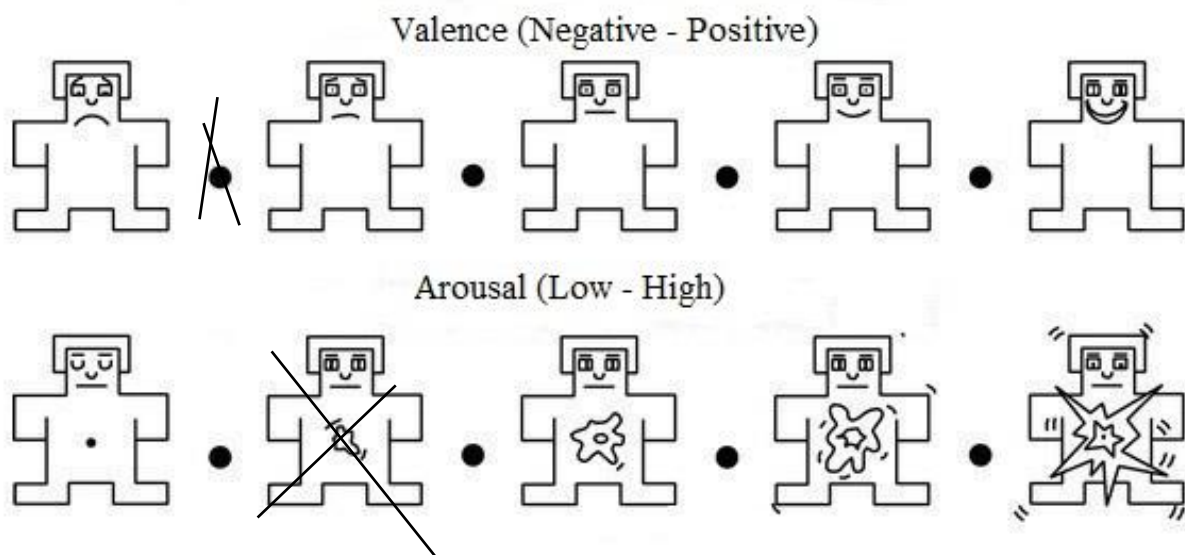 Valence (Negative - Positive)
Arousal (Low - High)